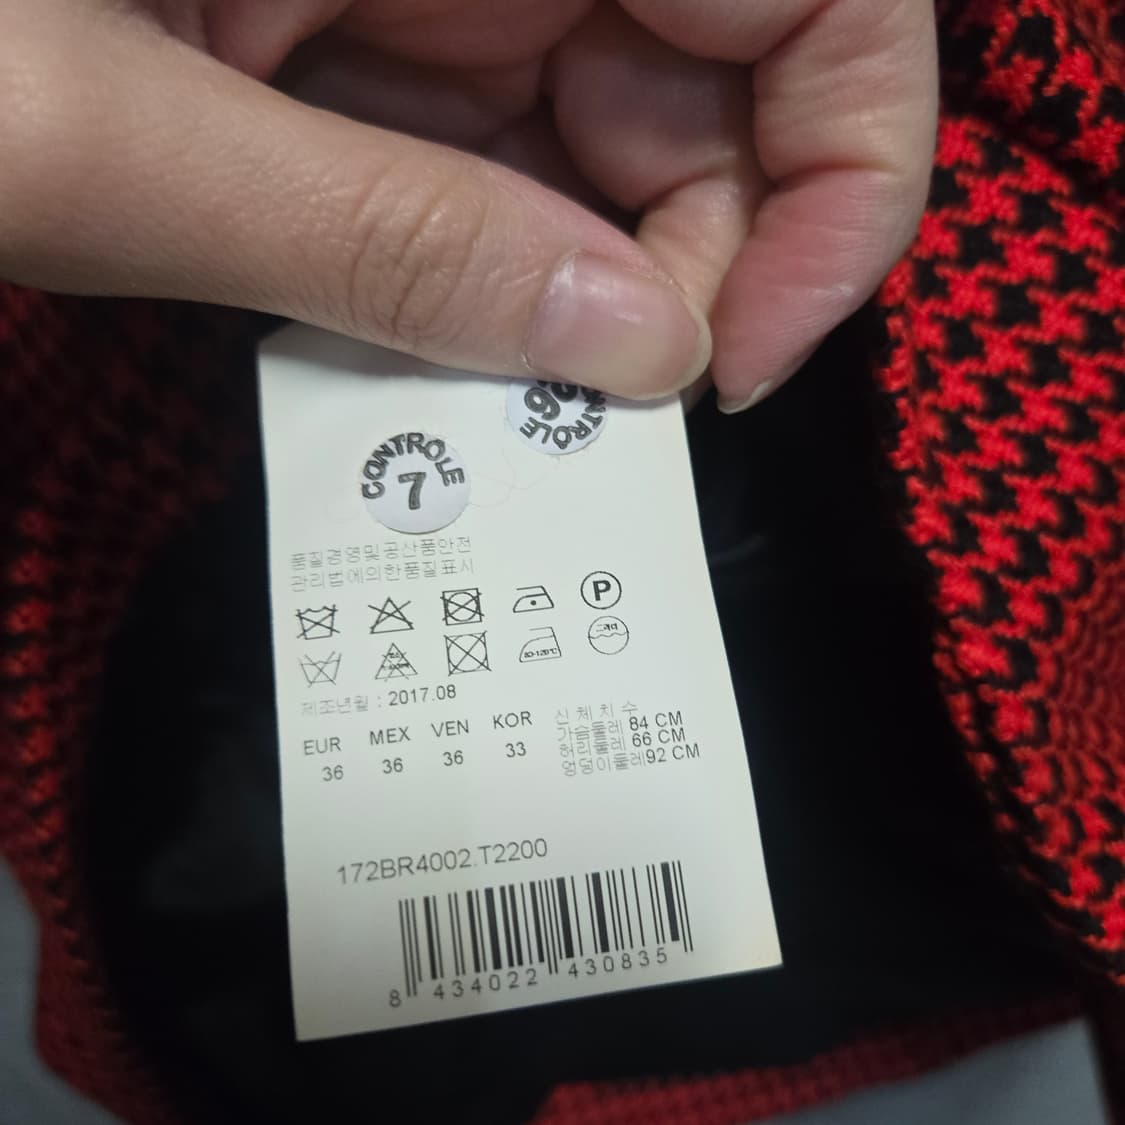 CONTROLE
7
CONTROLE
품질경영및공산품안전
관리법에의한품질표시
P
드라이
80-120℃
제조년월 : 2017.08
EUR MEX VEN KOR
36 36 36 33
신체치수
가슴둘레 84 CM
허리둘레 66 CM
엉덩이둘레92 CM
172BR4002.T2200
8 434022 430835